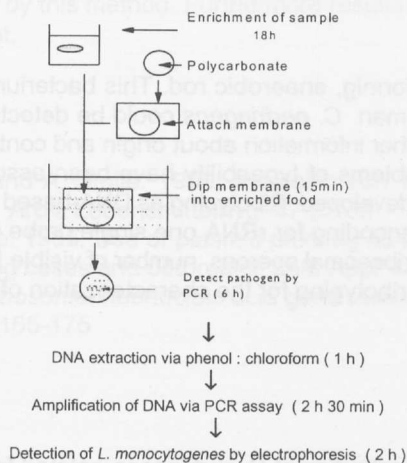 Enrichment of sample
18h
Polycarbonate
Attach membrane
Dip membrane (15min)
into enriched food
Detect pathogen by
PCR (6 h)
DNA extraction via phenol : chloroform ( 1 h )
Amplification of DNA via PCR assay ( 2 h 30 min )
Detection of L. monocytogenes by electrophoresis ( 2 h )